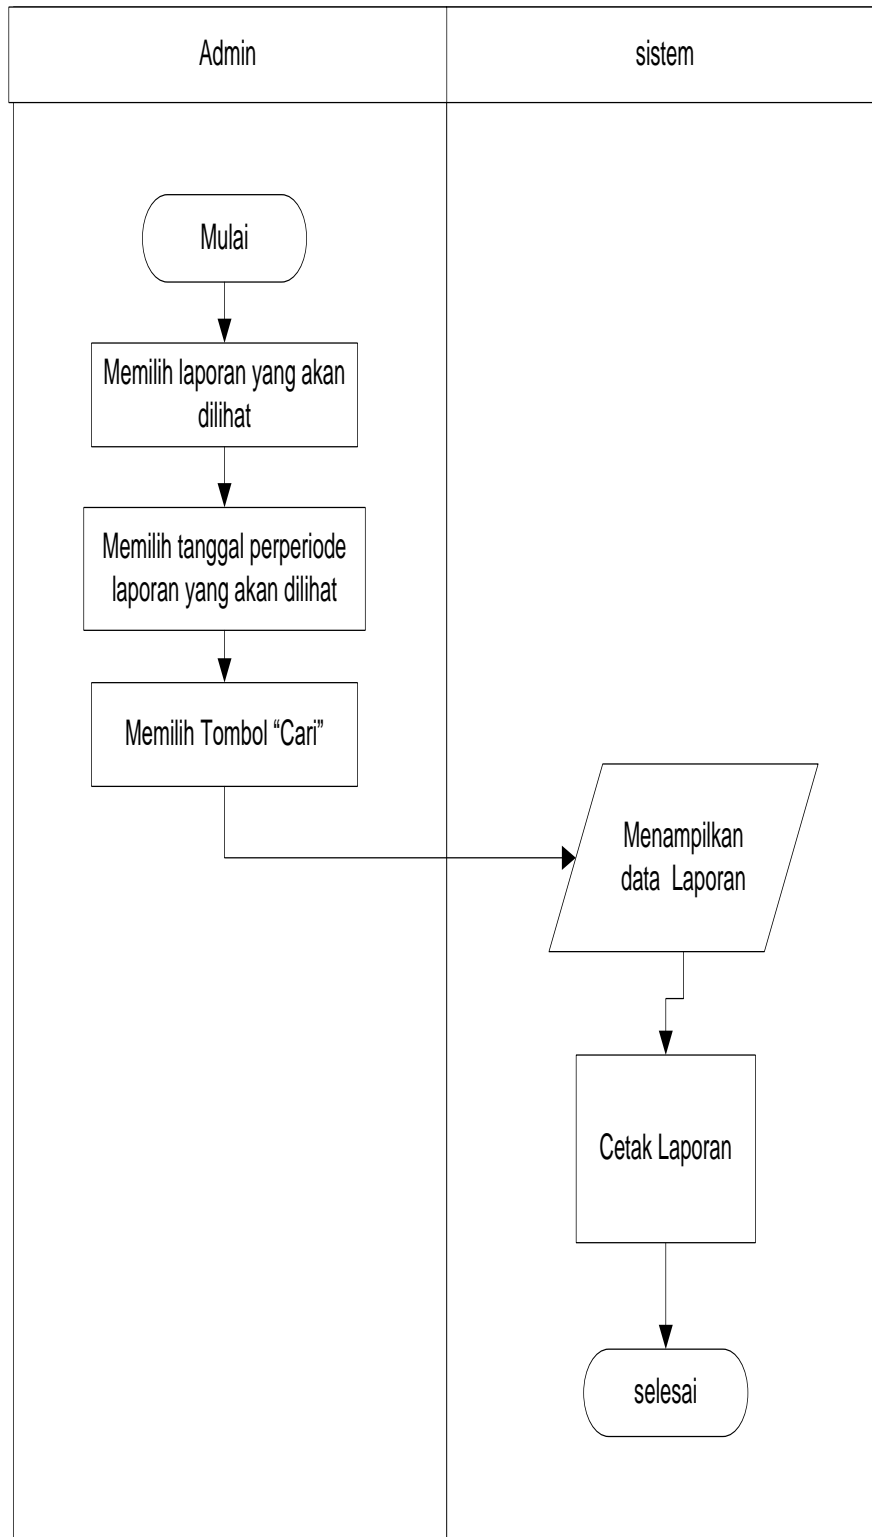 Admin
sistem
Mulai
Memilih laporan yang akan
dilihat
Memilih tanggal perperiode
laporan yang akan dilihat
Memilih Tombol “Cari”
Menampilkan
data Laporan
Cetak Laporan
selesai